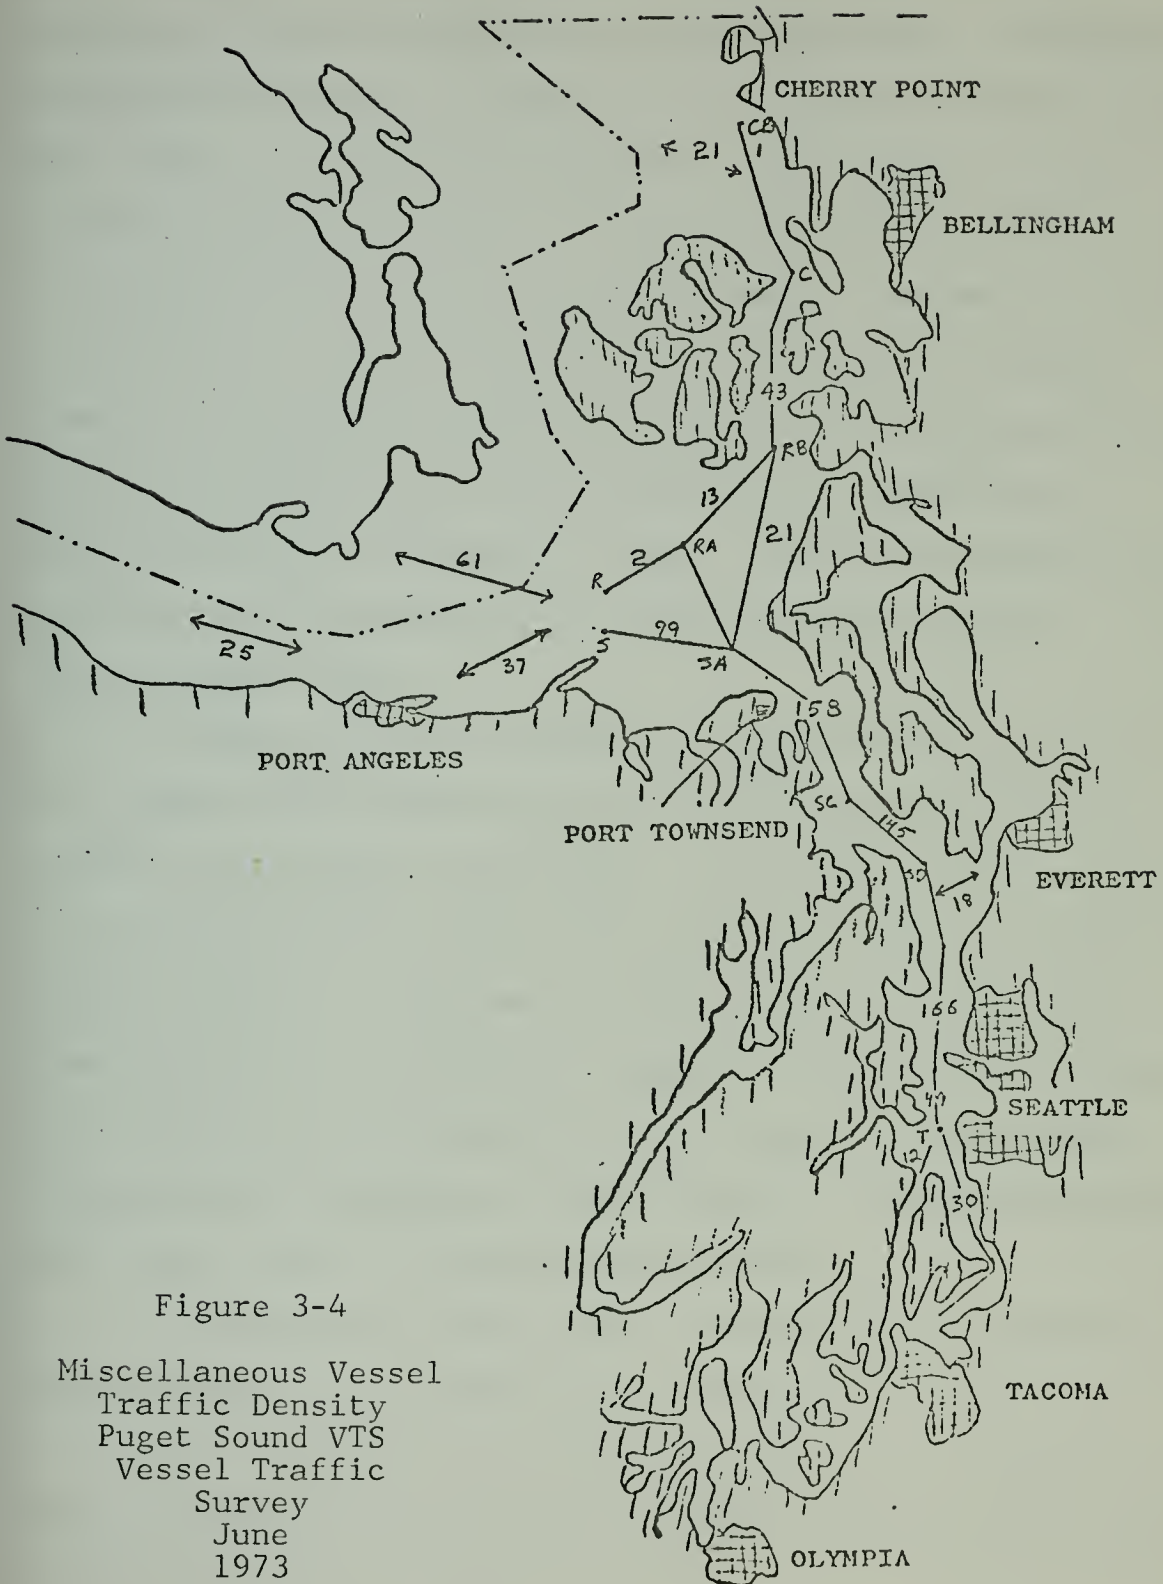 CHERRY POINT
CB
21
1
BELLINGHAM
C
43
RB
13
21
61
2
RA
R
25
99
S
SA
37
158
PORT ANGELES
SG
PORT TOWNSEND
145
EVERETT
18
166
SEATTLE
T
12
30
Figure 3-4
Miscellaneous Vessel
Traffic Density
Puget Sound VTS
Vessel Traffic
Survey
June
1973
TACOMA
OLYMPIA